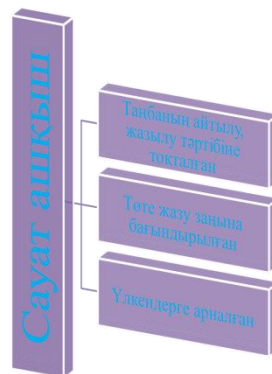 Сауат ашқыш
Таңбаның айтылу,
жазылу тәртібіне
тоқталған
Төте жазу заңына
бағындырылған
Үлкендерге арналған